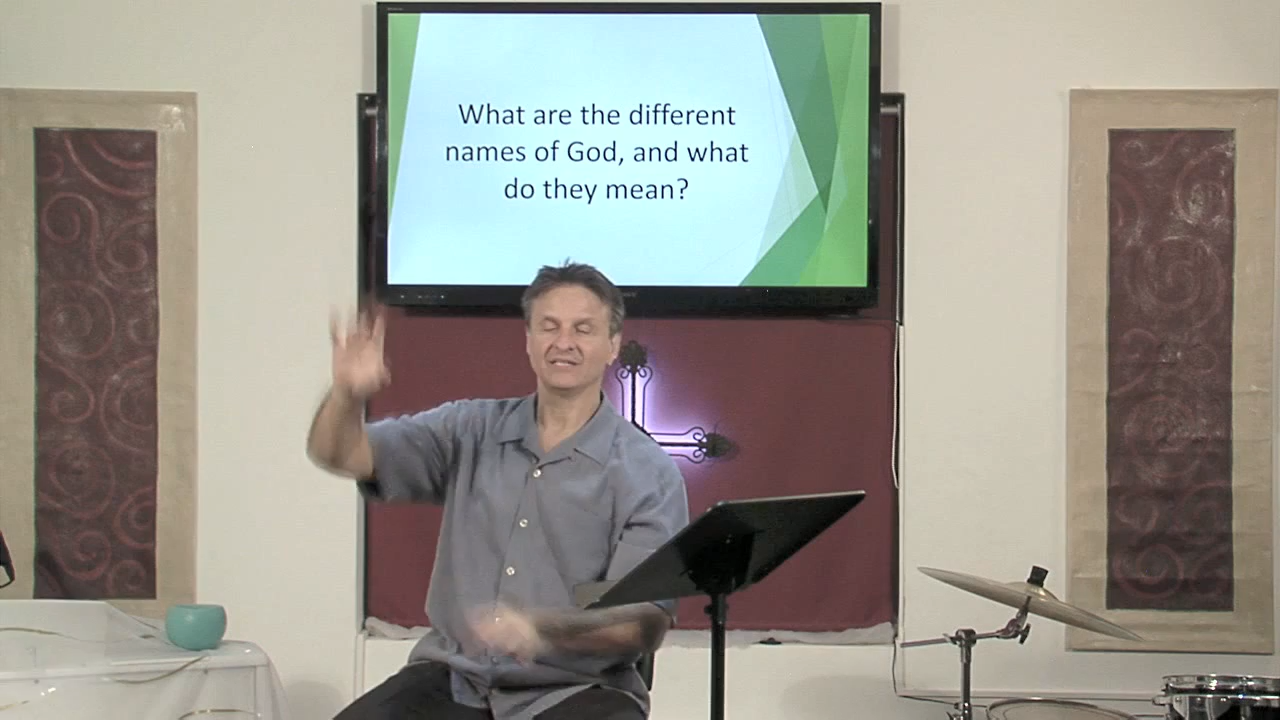 What are the different
names of God, and what
do they mean?